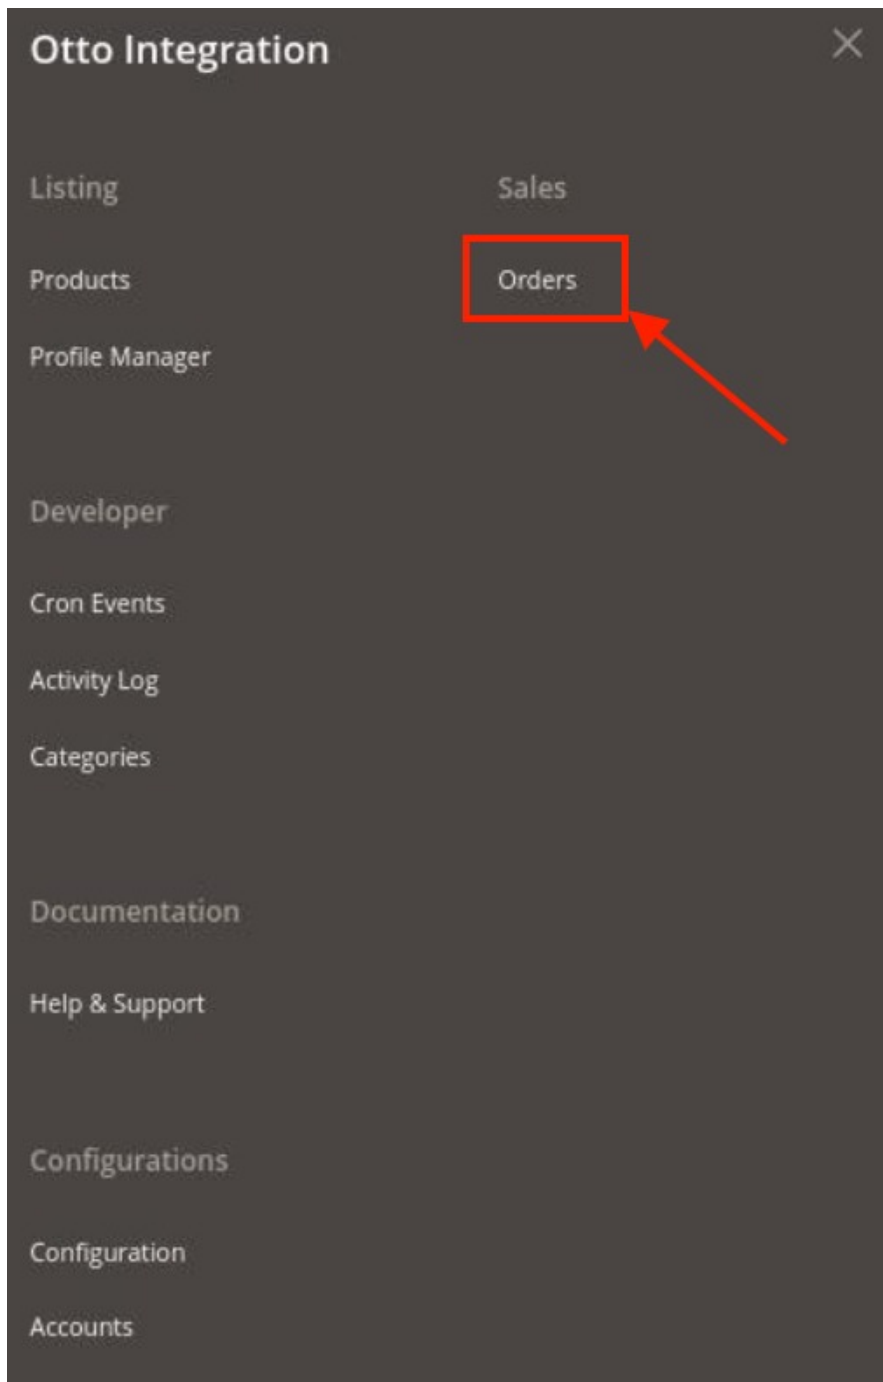 Otto Integration
Listing
Products
Profile Manager
Sales
Orders
Developer
Cron Events
Activity Log
Categories
Documentation
Help & Support
Configurations
Configuration
Accounts